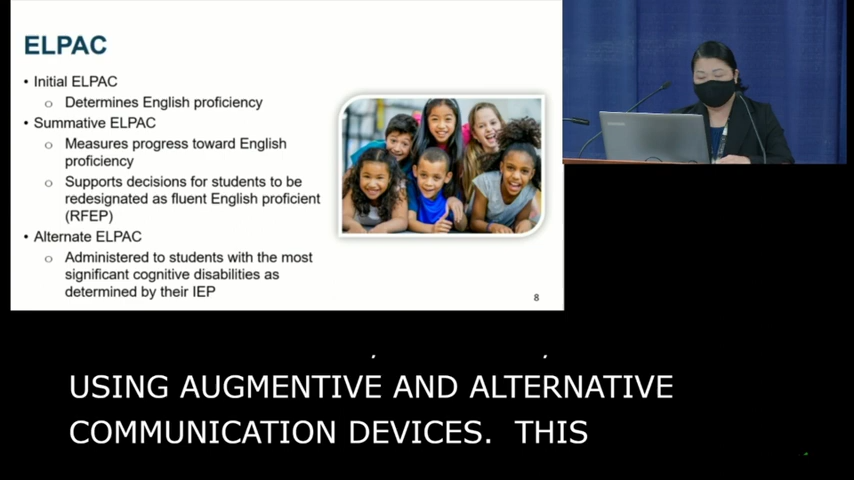 ELPAC
• Initial ELPAC
o Determines English proficiency
• Summative ELPAC
o Measures progress toward English
proficiency
o Supports decisions for students to be
redesignated as fluent English proficient
(RFEP)
• Alternate ELPAC
o Administered to students with the most
significant cognitive disabilities as
determined by their IEP
8
USING AUGMENTIVE AND ALTERNATIVE
COMMUNICATION DEVICES.  THIS